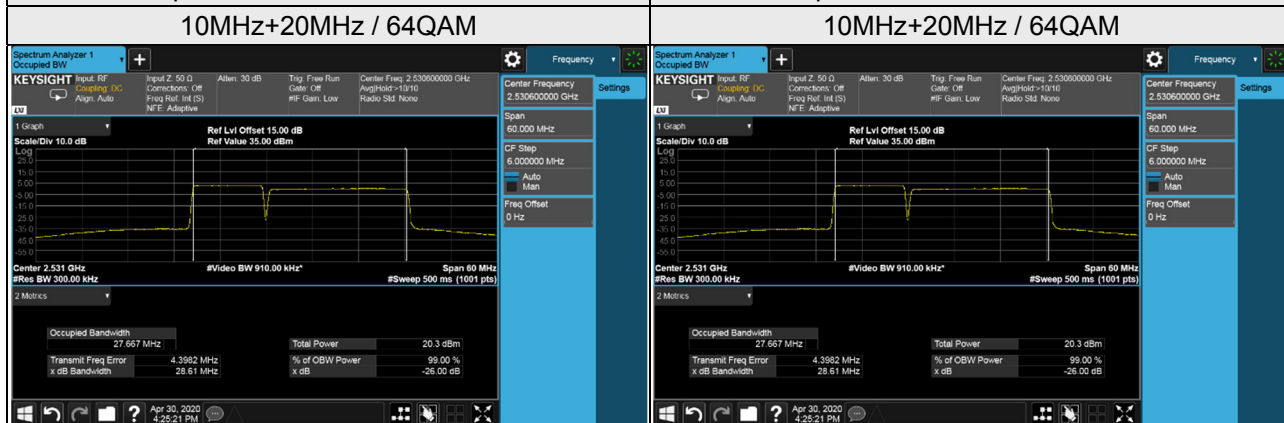 10MHz+20MHz / 64QAM
Spectrum Analyzer 1
Occupied BW
+
Frequency
KEYSIGHT Input: RF Input Z: 50 Ω Atten: 30 dB Trig: Free Run Center Freq: 2.530600000 GHz
Coupling: DC Corrections: Off Gate: Off Avg|Hold:>10/10
Align: Auto Freq Ref: Int (S) #IF Gain: Low Radio Std: None
LXI NFE: Adaptive
Center Frequency
2.530600000 GHz
Settings
Span
60.000 MHz
CF Step
6.000000 MHz
Auto
Man
Freq Offset
0 Hz
1 Graph
Ref Lvl Offset 15.00 dB
Scale/Div 10.0 dB Ref Value 35.00 dBm
Log
25.0
15.0
5.00
-5.00
-15.0
-25.0
-35.0
-45.0
-55.0
Center 2.531 GHz #Video BW 910.00 kHz* Span 60 MHz
#Res BW 300.00 kHz #Sweep 500 ms (1001 pts)
2 Metrics
Occupied Bandwidth
27.667 MHz Total Power 20.3 dBm
Transmit Freq Error 4.3982 MHz % of OBW Power 99.00 %
x dB Bandwidth 28.61 MHz x dB -26.00 dB
? Apr 30, 2020
4:25:21 PM
10MHz+20MHz / 64QAM
Spectrum Analyzer 1
Occupied BW
+
Frequency
KEYSIGHT Input: RF Input Z: 50 Ω Atten: 30 dB Trig: Free Run Center Freq: 2.530600000 GHz
Coupling: DC Corrections: Off Gate: Off Avg|Hold:>10/10
Align: Auto Freq Ref: Int (S) #IF Gain: Low Radio Std: None
LXI NFE: Adaptive
Center Frequency
2.530600000 GHz
Settings
Span
60.000 MHz
CF Step
6.000000 MHz
Auto
Man
Freq Offset
0 Hz
1 Graph
Ref Lvl Offset 15.00 dB
Scale/Div 10.0 dB Ref Value 35.00 dBm
Log
25.0
15.0
5.00
-5.00
-15.0
-25.0
-35.0
-45.0
-55.0
Center 2.531 GHz #Video BW 910.00 kHz* Span 60 MHz
#Res BW 300.00 kHz #Sweep 500 ms (1001 pts)
2 Metrics
Occupied Bandwidth
27.667 MHz Total Power 20.3 dBm
Transmit Freq Error 4.3982 MHz % of OBW Power 99.00 %
x dB Bandwidth 28.61 MHz x dB -26.00 dB
? Apr 30, 2020
4:25:21 PM